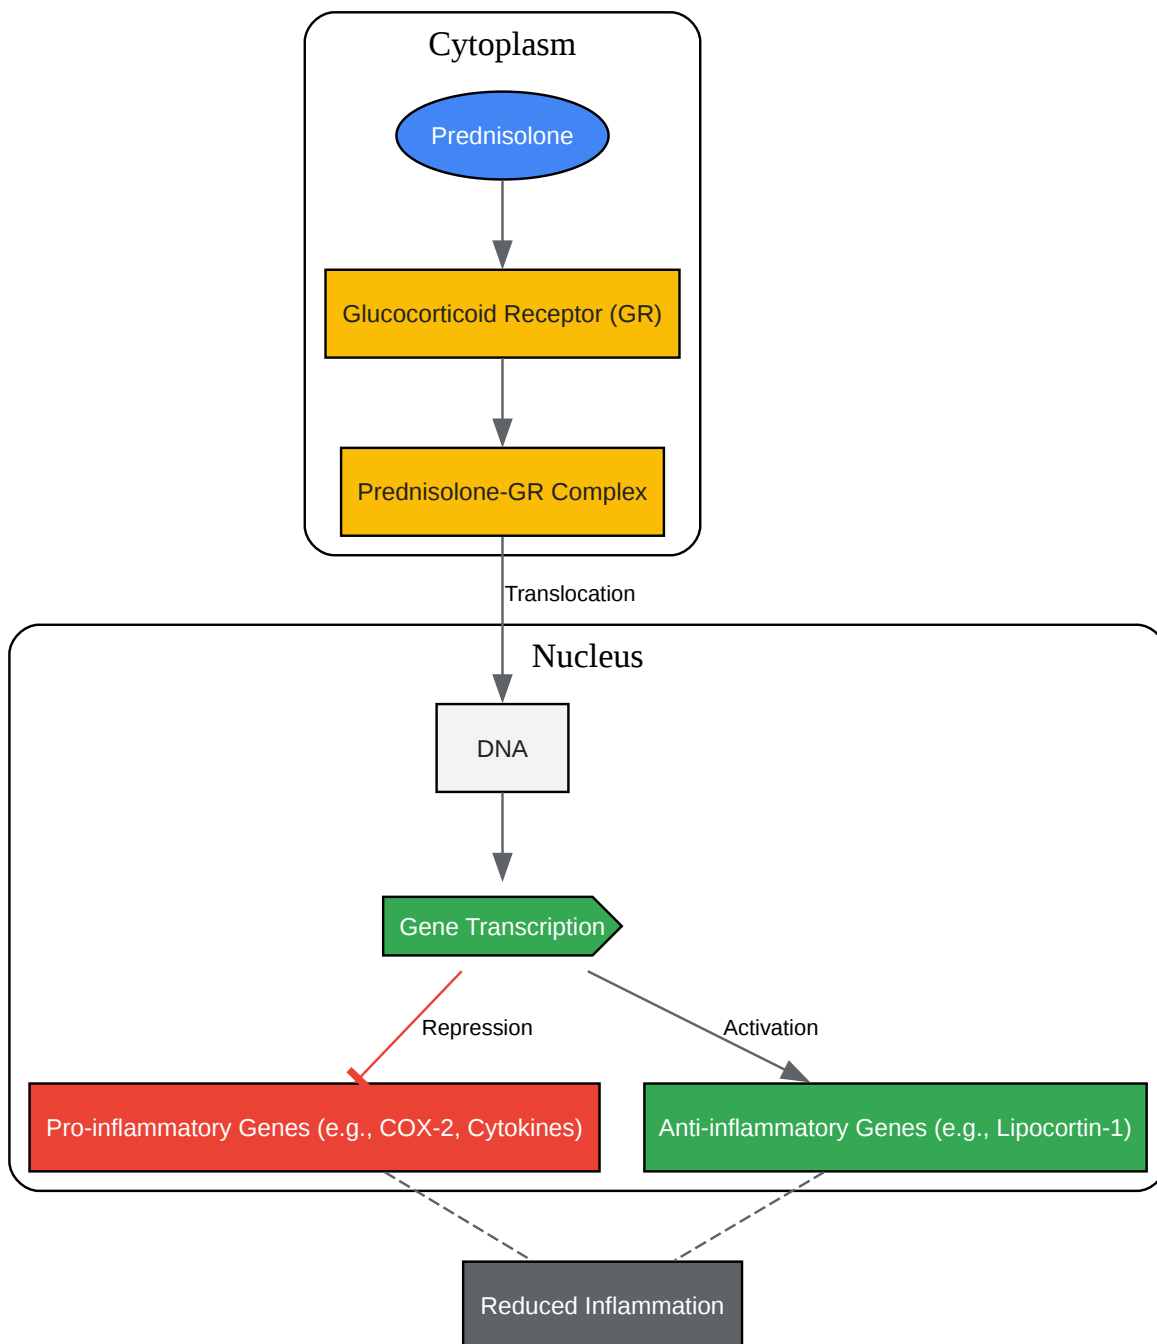 Cytoplasm
Prednisolone
Glucocorticoid Receptor (GR)
Prednisolone-GR Complex
Translocation
Nucleus
DNA
Gene Transcription
Repression
Activation
Pro-inflammatory Genes (e.g., COX-2, Cytokines)
Anti-inflammatory Genes (e.g., Lipocortin-1)
Reduced Inflammation